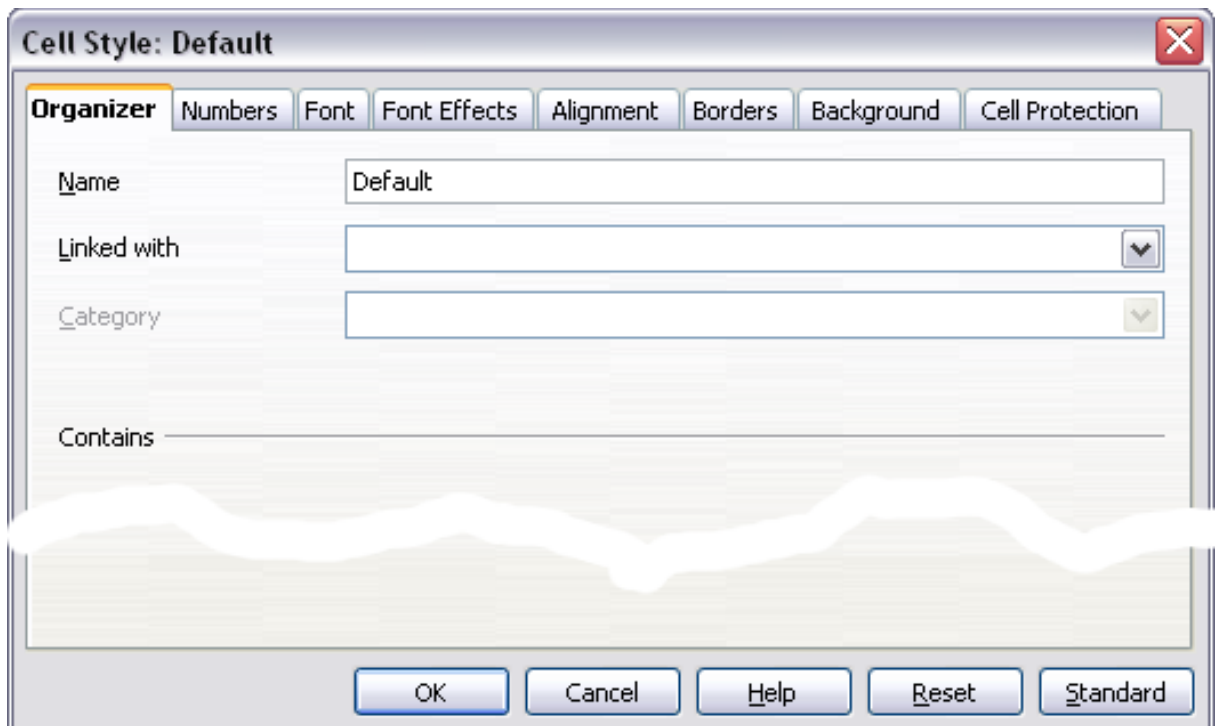 Cell Style: Default
Organizer Numbers Font Font Effects Alignment Borders Background Cell Protection
Name Default
Linked with
Category
Contains
OK Cancel Help Reset Standard